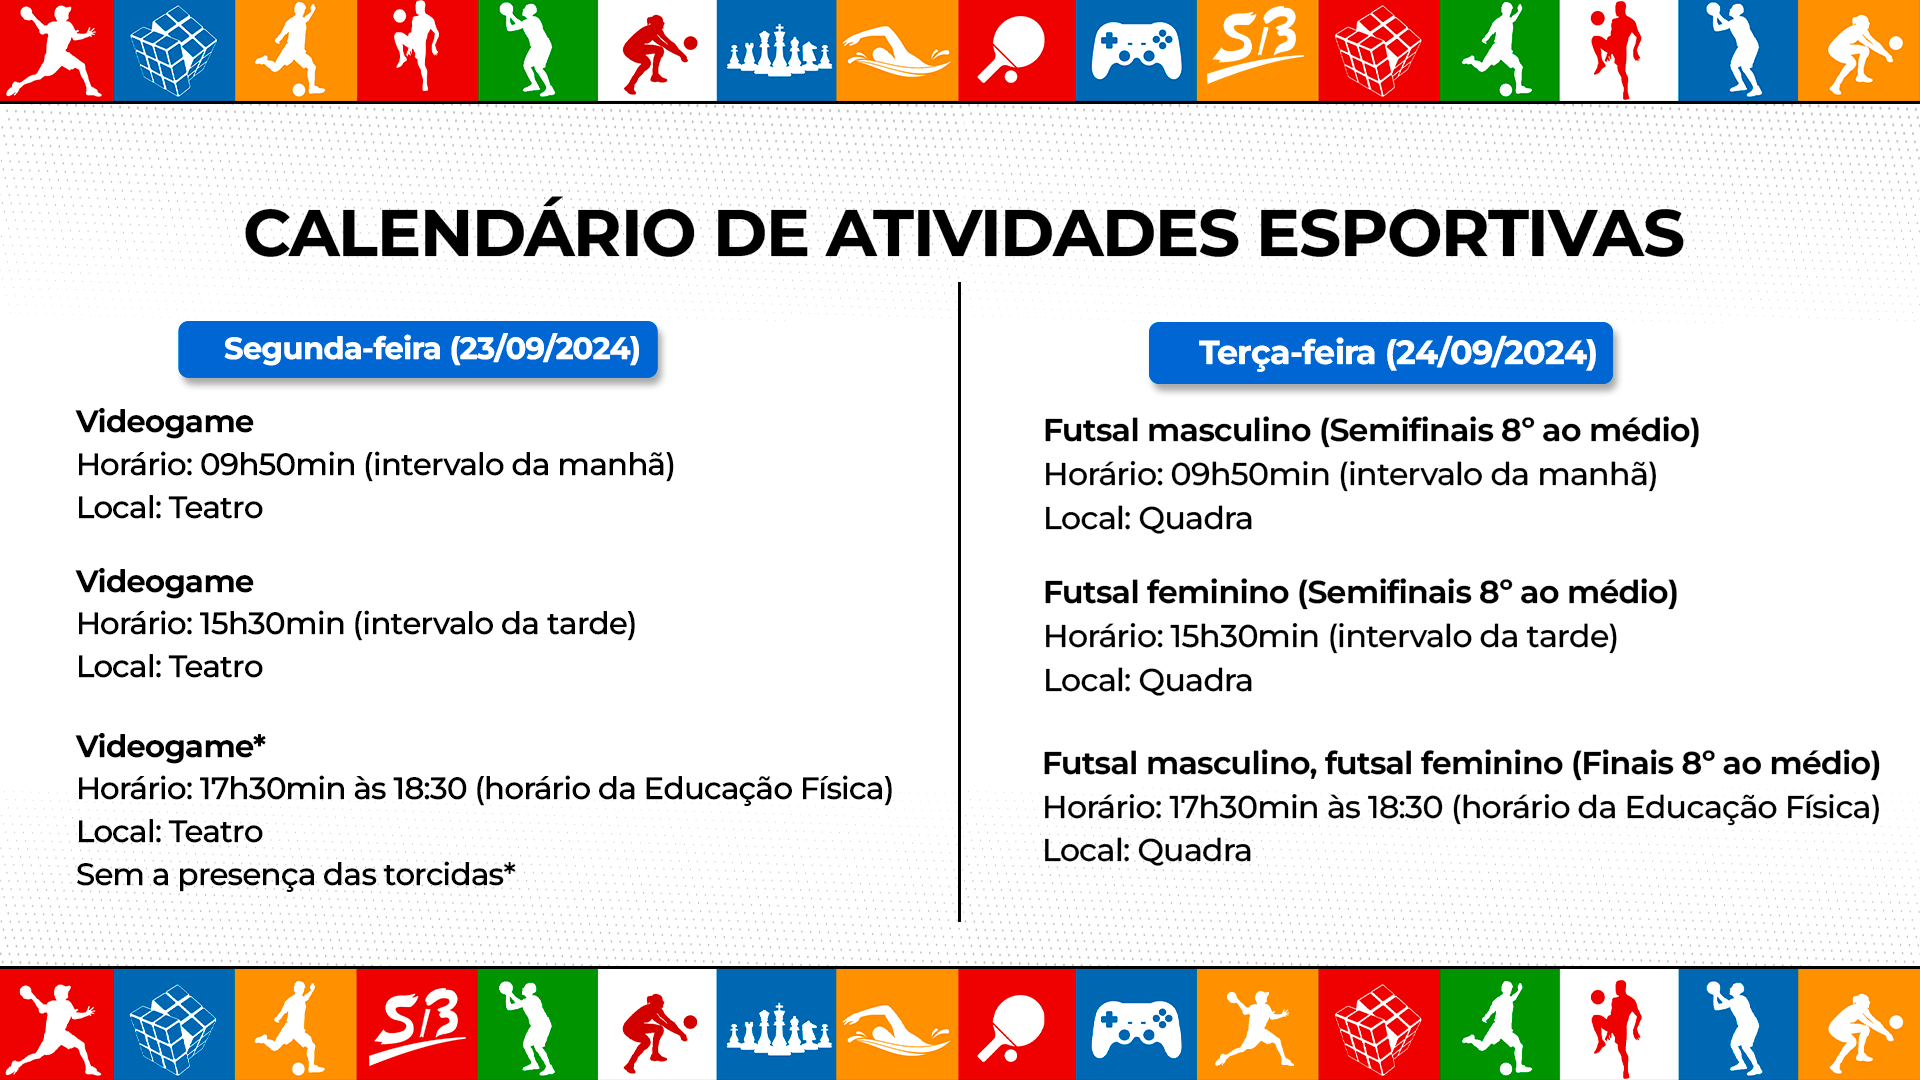 SiB
CALENDÁRIO DE ATIVIDADES ESPORTIVAS
Segunda-feira (23/09/2024)
Videogame
Horário: 09h50min (intervalo da manhã)
Local: Teatro
Videogame
Horário: 15h30min (intervalo da tarde)
Local: Teatro
Videogame*
Horário: 17h30min às 18:30 (horário da Educação Física)
Local: Teatro
Sem a presença das torcidas*
Terça-feira (24/09/2024)
Futsal masculino (Semifinais 8º ao médio)
Horário: 09h50min (intervalo da manhã)
Local: Quadra
Futsal feminino (Semifinais 8º ao médio)
Horário: 15h30min (intervalo da tarde)
Local: Quadra
Futsal masculino, futsal feminino (Finais 8º ao médio)
Horário: 17h30min às 18:30 (horário da Educação Física)
Local: Quadra
SiB